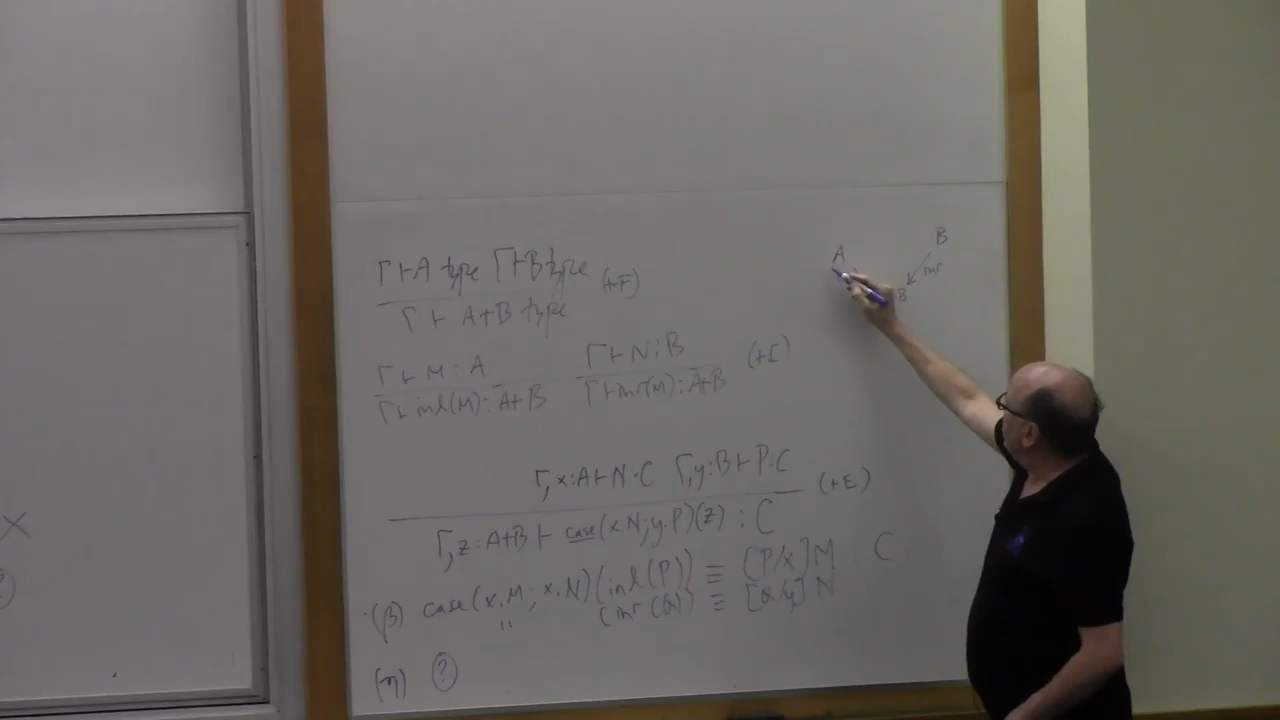 Γ ⊢ A type Γ ⊢ B type (+F)
Γ ⊢ A+B type
Γ ⊢ M : A Γ ⊢ N : B (+I)
Γ ⊢ inl(M) : A+B Γ ⊢ inr(M) : A+B
Γ, x:A ⊢ N : C Γ, y:B ⊢ P : C (+E)
Γ, z:A+B ⊢ case(x.N; y.P)(z) : C
(β) case(x.M; x.N)(inl(P)) ≡ [P/x]M : C
" (inr(Q)) ≡ [Q/y]N
(η) ?
A B
inr
B
X
?